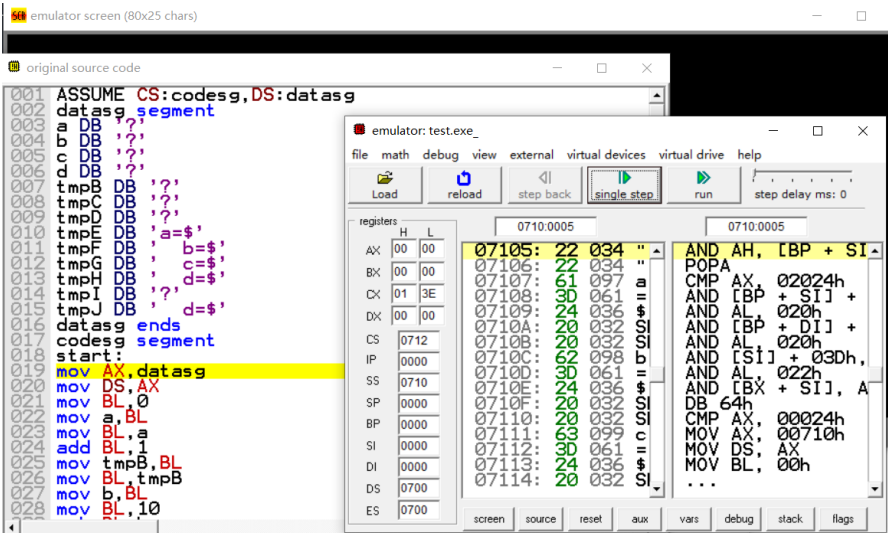 emulator screen (80x25 chars)
original source code
001 ASSUME CS:codesg,DS:datasg
002 datasg segment
003 a DB '?'
004 b DB '?'
005 c DB '?'
006 d DB '?'
007 tmpB DB '?'
008 tmpC DB '?'
009 tmpD DB '?'
010 tmpE DB 'a=$'
011 tmpF DB '  b=$'
012 tmpG DB '  c=$'
013 tmpH DB '  d=$'
014 tmpI DB '?'
015 tmpJ DB '  d=$'
016 datasg ends
017 codesg segment
018 start:
019 mov AX,datasg
020 mov DS,AX
021 mov BL,0
022 mov a,BL
023 mov BL,a
024 add BL,1
025 mov tmpB,BL
026 mov BL,tmpB
027 mov b,BL
028 mov BL,10
emulator: test.exe_
file math debug view external virtual devices virtual drive help
Load reload step back single step run step delay ms: 0
registers
H L
AX 00 00
BX 00 00
CX 01 3E
DX 00 00
CS 0712
IP 0000
SS 0710
SP 0000
BP 0000
SI 0000
DI 0000
DS 0700
ES 0700
0710:0005
07105: 22 034 "
07106: 22 034 "
07107: 61 097 a
07108: 3D 061 =
07109: 24 036 $
0710A: 20 032
0710B: 20 032
0710C: 62 098 b
0710D: 3D 061 =
0710E: 24 036 $
0710F: 20 032
07110: 20 032
07111: 63 099 c
07112: 3D 061 =
07113: 24 036 $
07114: 20 032
0710:0005
AND AH, [BP + SI
POPA
CMP AX, 02024h
AND [BP + SI] +
AND AL, 020h
AND [BP + DI] +
AND AL, 020h
AND [SI] + 03Dh,
AND AL, 022h
AND [BX + SI], A
DB 64h
CMP AX, 00024h
MOV AX, 00710h
MOV DS, AX
MOV BL, 00h
...
screen source reset aux vars debug stack flags